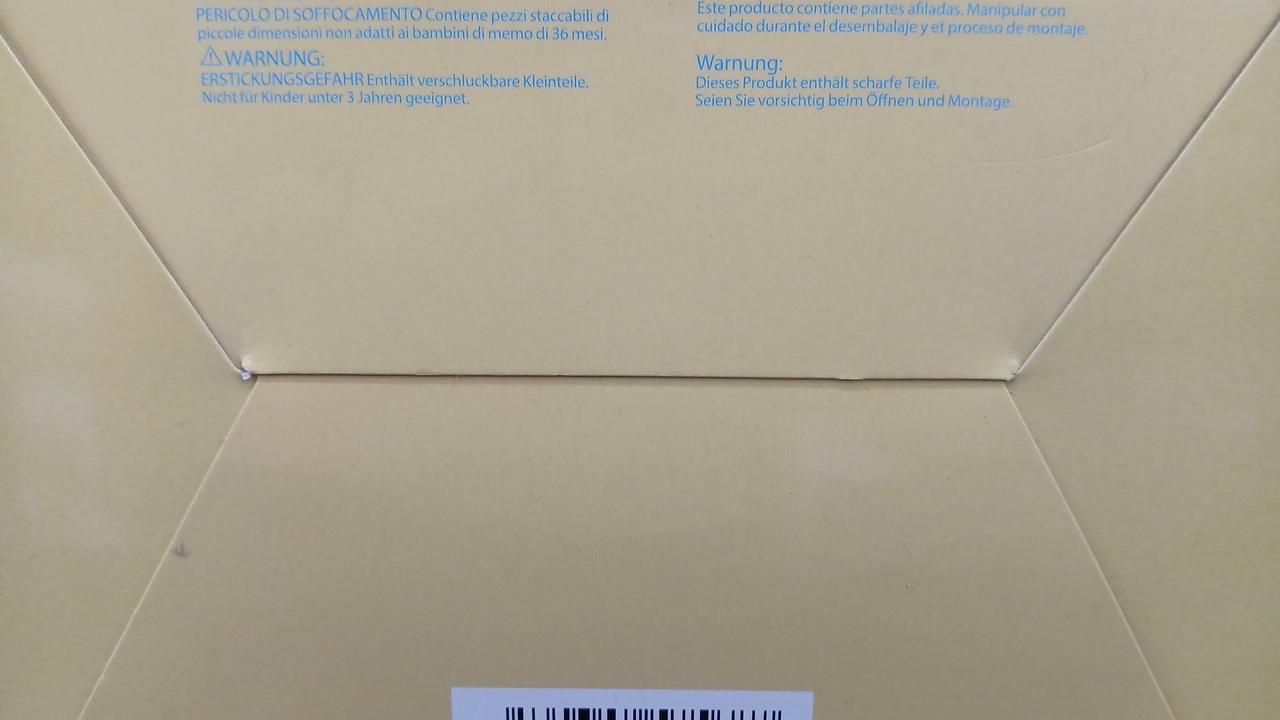 PERICOLO DI SOFFOCAMENTO Contiene pezzi staccabili di
piccole dimensioni non adatti ai bambini di memo di 36 mesi.
⚠ WARNUNG:
ERSTICKUNGSGEFAHR Enthält verschluckbare Kleinteile.
Nicht für Kinder unter 3 Jahren geeignet.
Este producto contiene partes afiladas. Manipular con
cuidado durante el desembalaje y et proceso de montaje.
Warnung:
Dieses Produkt enthält scharfe Teile.
Seien Sie vorsichtig beim Öffnen und Montage.